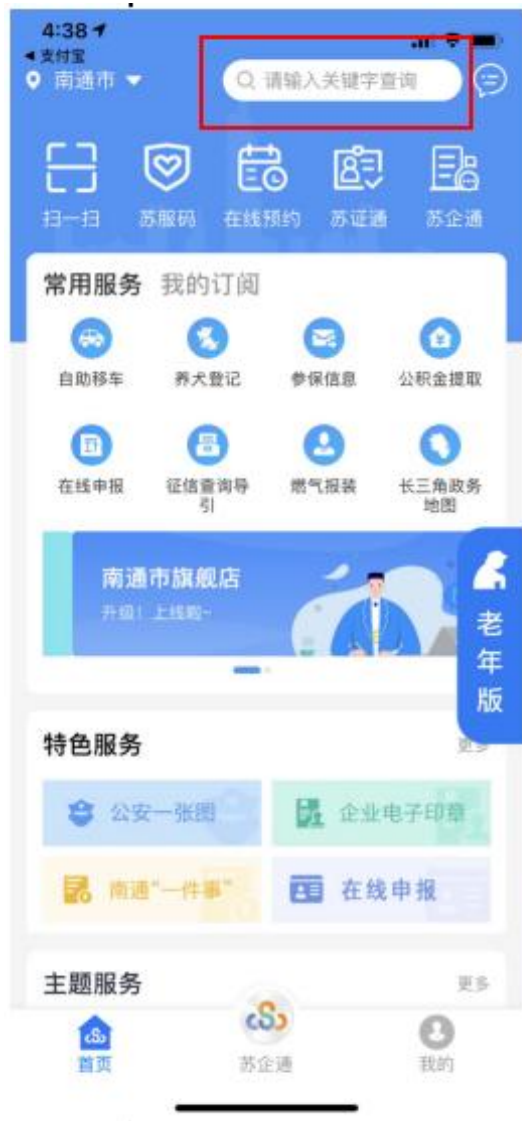 4:38
支付宝
南通市
请输入关键字查询
扫一扫
苏服码
在线预约
苏证通
苏企通
常用服务
我的订阅
自助移车
养犬登记
参保信息
公积金提取
在线申报
征信查询导引
燃气报装
长三角政务地图
南通市旗舰店
升级！上线啦~
老年版
特色服务
更多
公安一张图
企业电子印章
南通“一件事”
在线申报
主题服务
更多
首页
苏企通
我的